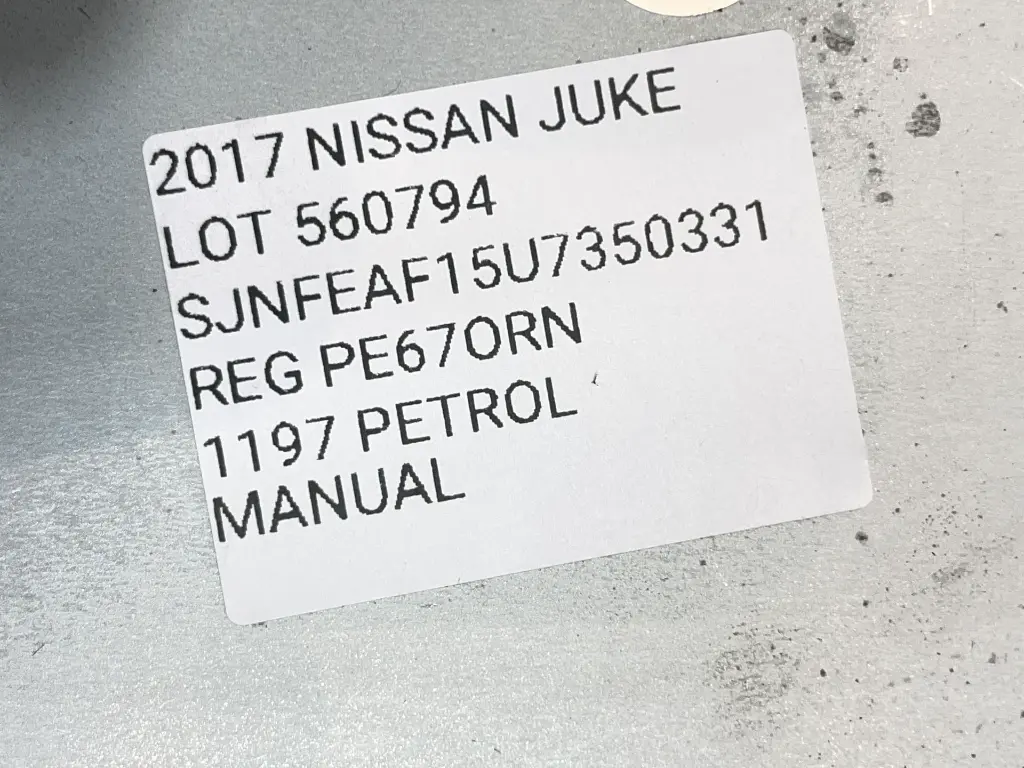 2017 NISSAN JUKE
LOT 560794
SJNFEAF15U7350331
REG PE67ORN
1197 PETROL
MANUAL